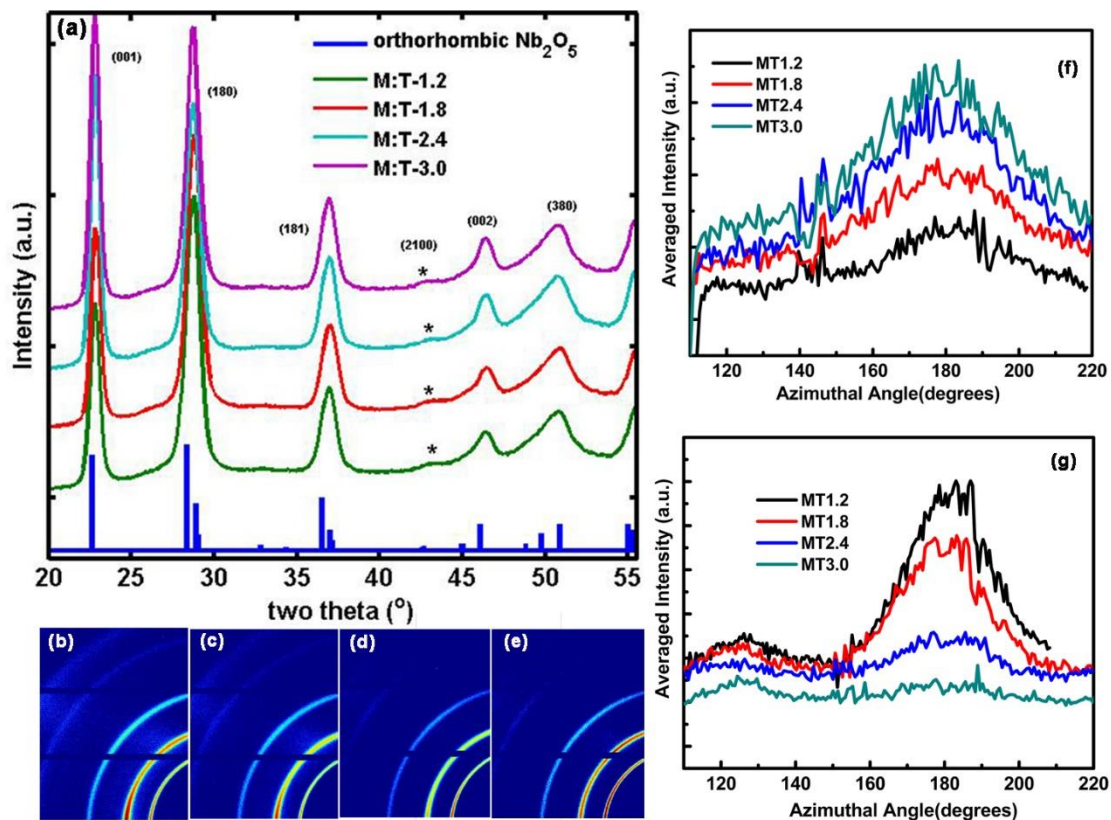 (a)
orthorhombic Nb2O5
M:T-1.2
M:T-1.8
M:T-2.4
M:T-3.0
(001)
(180)
(181)
(2100)
(002)
(380)
*
*
*
*
Intensity (a.u.)
20 25 30 35 40 45 50 55
two theta (°)
(b) (c) (d) (e)
(f)
MT1.2
MT1.8
MT2.4
MT3.0
Averaged Intensity (a.u.)
120 140 160 180 200 220
Azimuthal Angle(degrees)
(g)
MT1.2
MT1.8
MT2.4
MT3.0
Averaged Intensity (a.u.)
120 140 160 180 200 220
Azimuthal Angle(degrees)